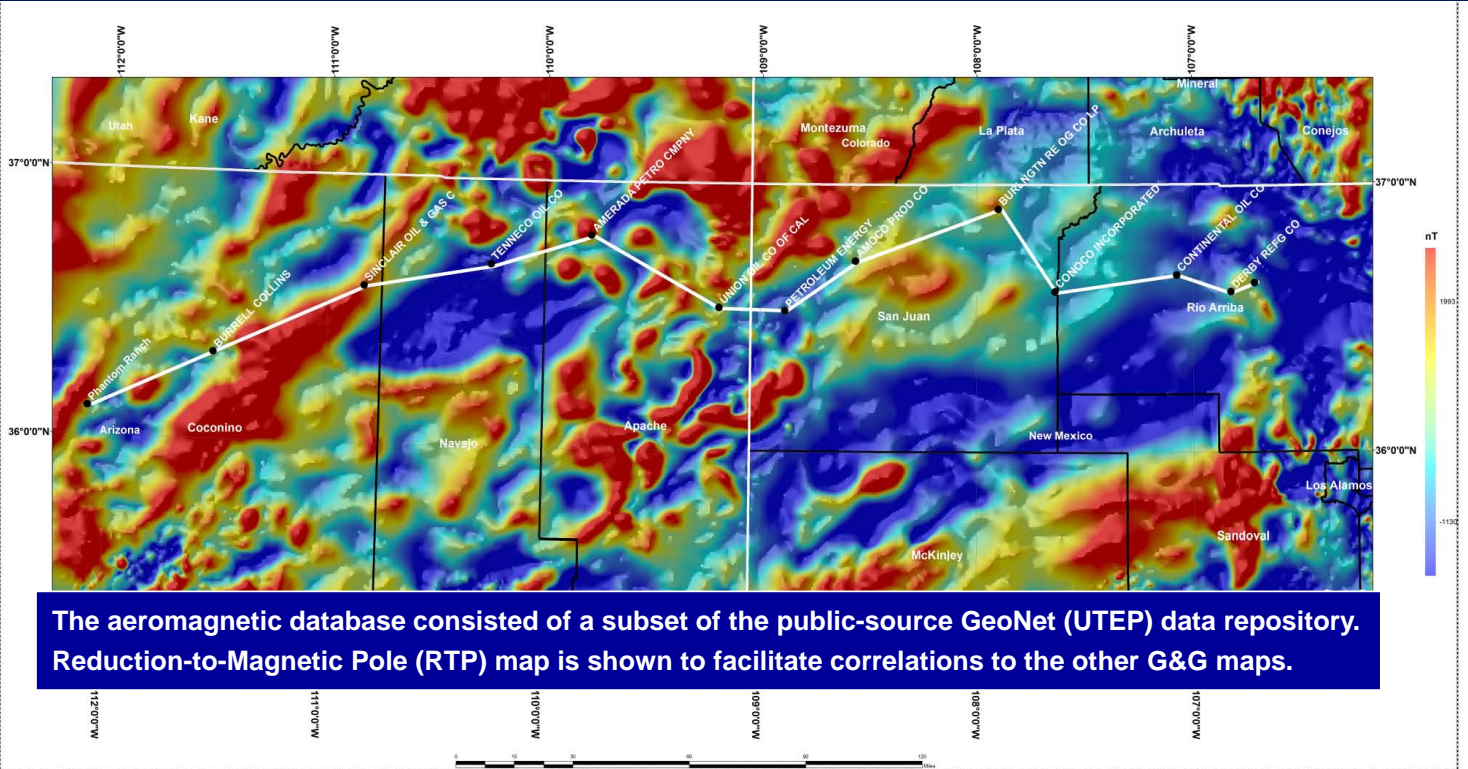 112°0'0"W
111°0'0"W
110°0'0"W
109°0'0"W
108°0'0"W
107°0'0"W
Mineral
Utah
Kane
Montezuma
Colorado
La Plata
Archuleta
Conejos
37°0'0"N
37°0'0"N
Phantom Ranch
BURRELL COLLINS
SINCLAIR OIL & GAS C
TENNECO OIL CO
AMERADA PETRO CMPNY
UNION OIL CO OF CAL
PETROLEUM ENERGY
AMOCO PROD CO
BURLNGTN RE OG CO LP
CONOCO INCORPORATED
CONTINENTAL OIL CO
DERBY REFG CO
nT
1993
-1130
San Juan
Rio Arriba
36°0'0"N
Arizona
Coconino
Navajo
Apache
New Mexico
36°0'0"N
Los Alamos
McKinley
Sandoval
The aeromagnetic database consisted of a subset of the public-source GeoNet (UTEP) data repository.
Reduction-to-Magnetic Pole (RTP) map is shown to facilitate correlations to the other G&G maps.
112°0'0"W
111°0'0"W
110°0'0"W
109°0'0"W
108°0'0"W
107°0'0"W
0 15 30 60 90 120
Miles